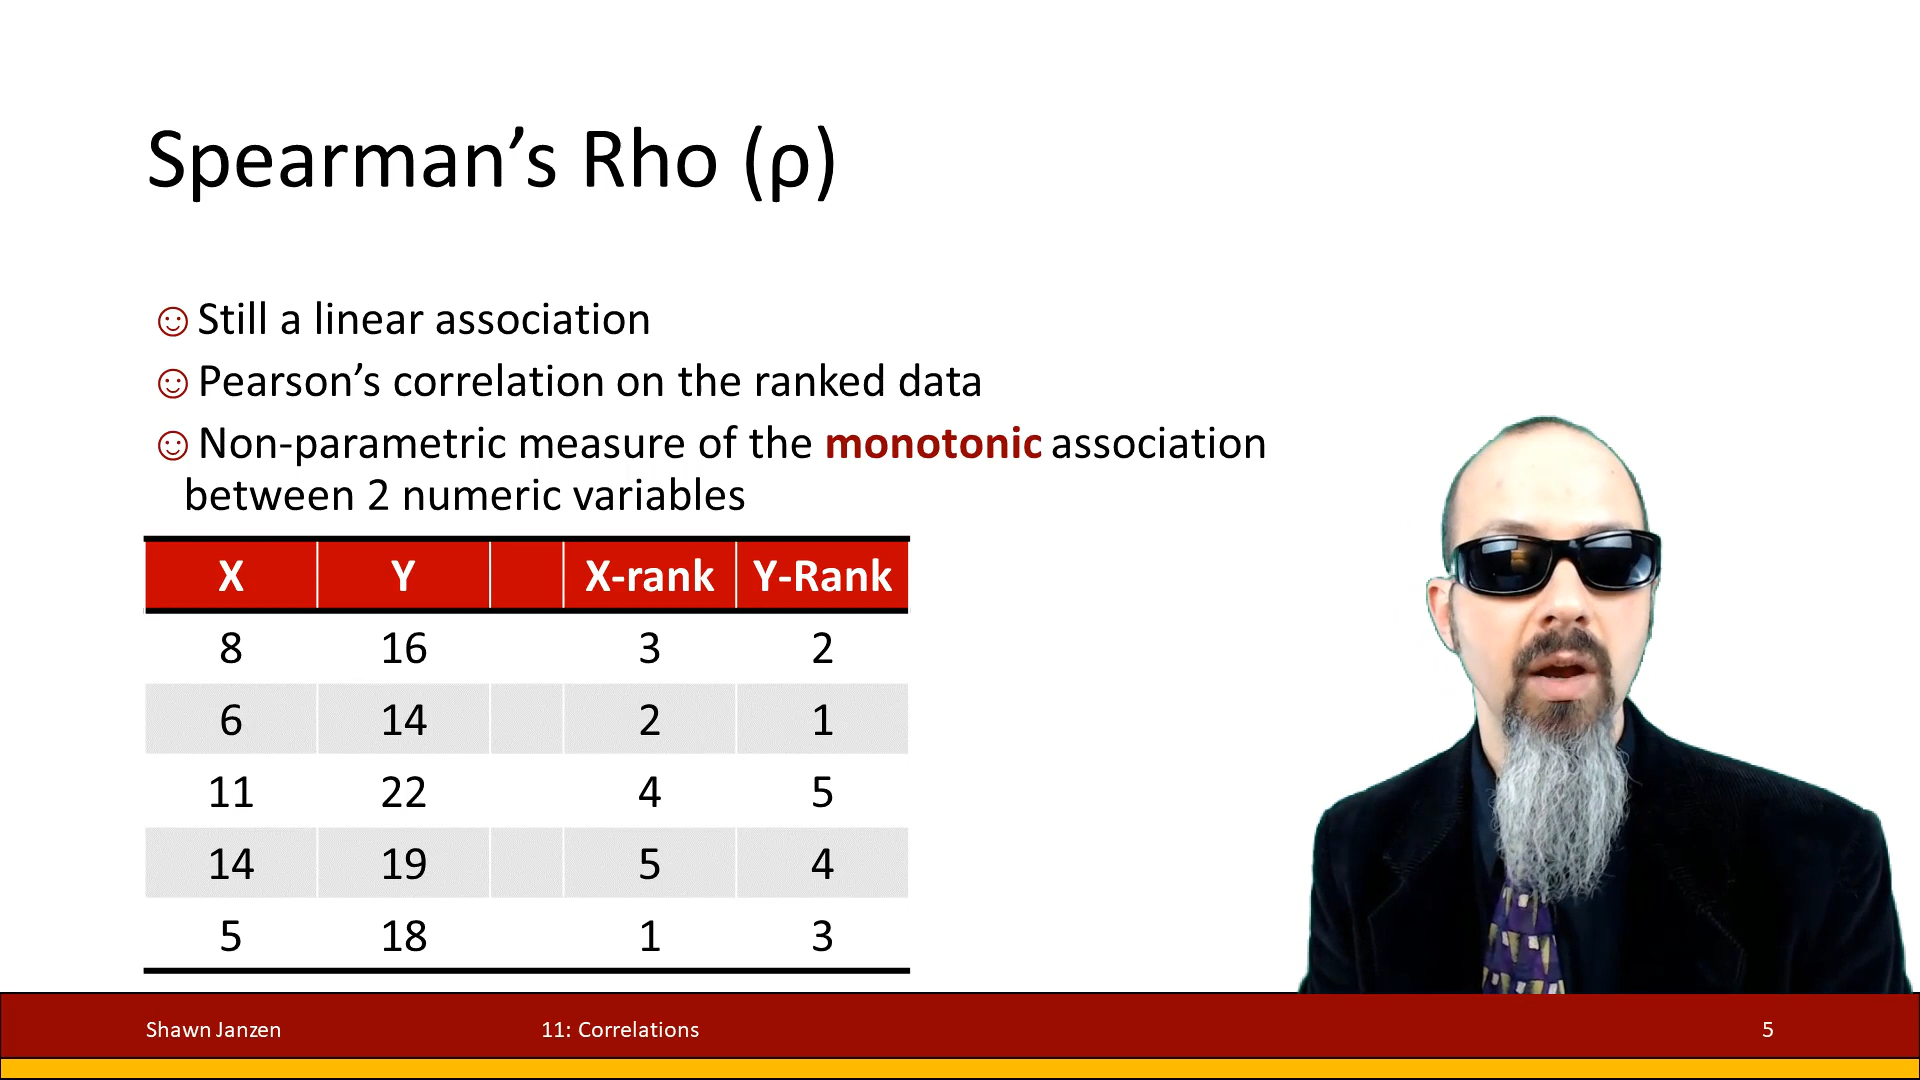 Spearman’s Rho (ρ)
☺Still a linear association
☺Pearson’s correlation on the ranked data
☺Non-parametric measure of the monotonic association
between 2 numeric variables
X Y X-rank Y-Rank
8 16 3 2
6 14 2 1
11 22 4 5
14 19 5 4
5 18 1 3
Shawn Janzen 11: Correlations 5